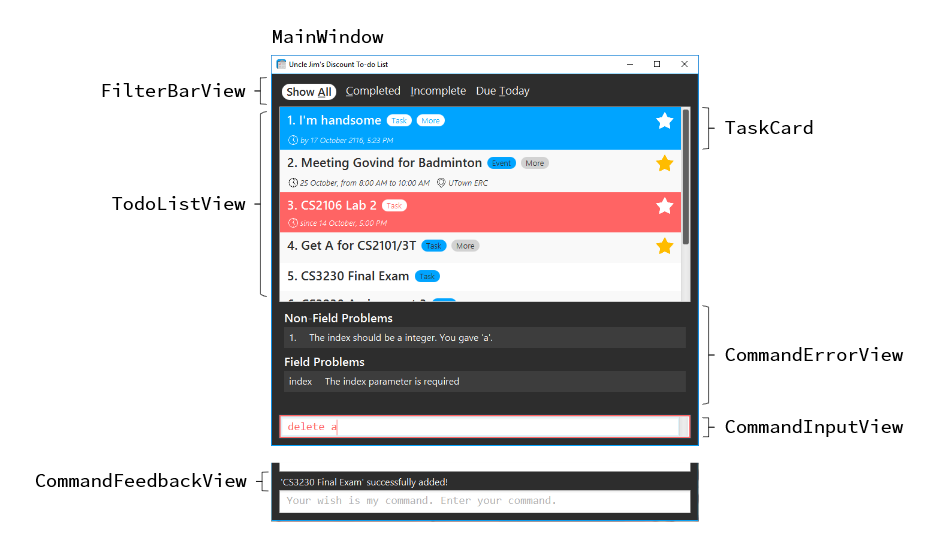 MainWindow
Uncle Jim's Discount To-do List
FilterBarView
Show All Completed Incomplete Due Today
TodoListView
1. I'm handsome Task More
by 17 October 2116, 5:23 PM
TaskCard
2. Meeting Govind for Badminton Event More
25 October, from 8:00 AM to 10:00 AM UTown ERC
3. CS2106 Lab 2 Task
since 14 October, 5:00 PM
4. Get A for CS2101/3T Task More
5. CS3230 Final Exam Task
Non-Field Problems
1. The index should be a integer. You gave 'a'.
Field Problems
index The index parameter is required
CommandErrorView
delete a
CommandInputView
CommandFeedbackView
'CS3230 Final Exam' successfully added!
Your wish is my command. Enter your command.